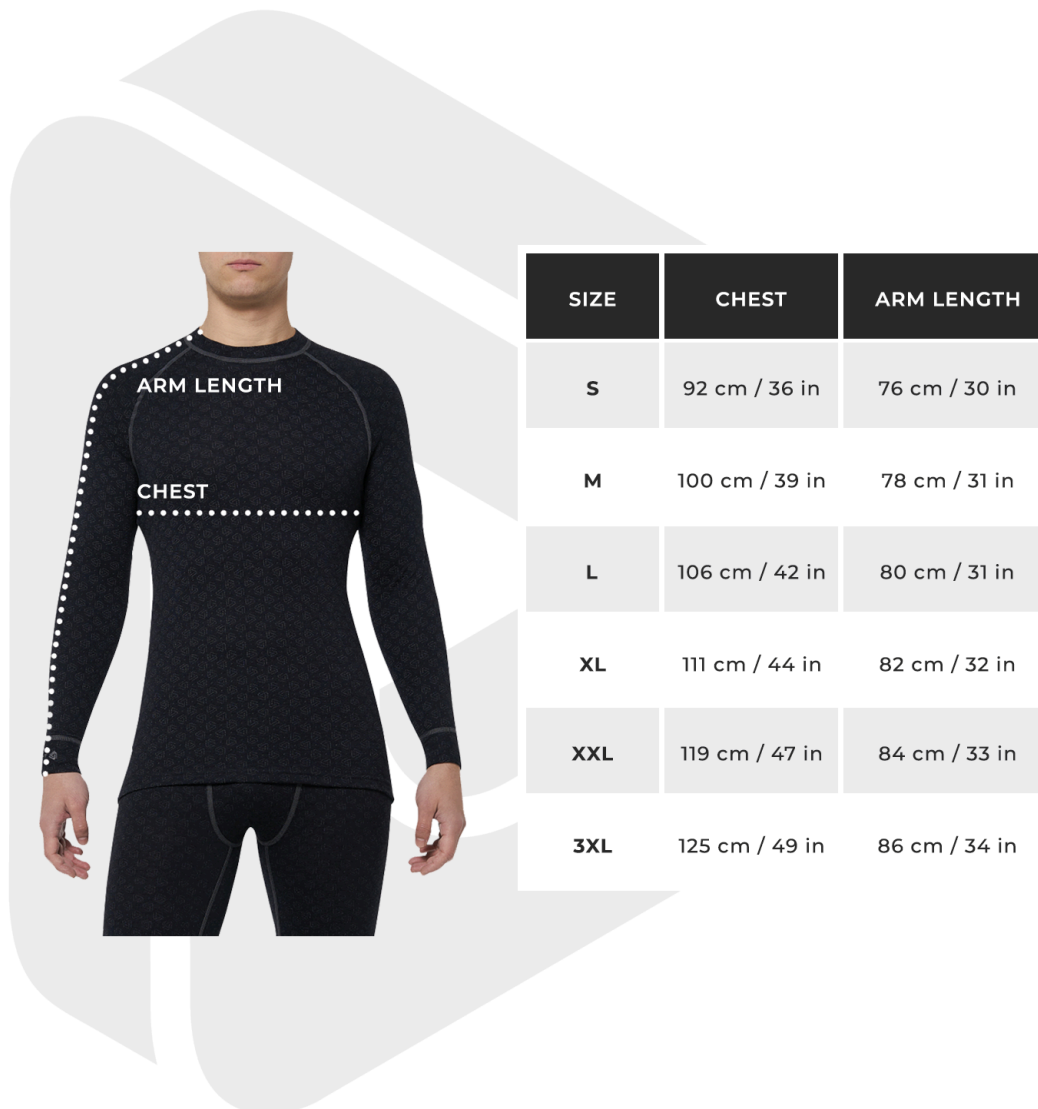 ARM LENGTH
CHEST
SIZE CHEST ARM LENGTH
S 92 cm / 36 in 76 cm / 30 in
M 100 cm / 39 in 78 cm / 31 in
L 106 cm / 42 in 80 cm / 31 in
XL 111 cm / 44 in 82 cm / 32 in
XXL 119 cm / 47 in 84 cm / 33 in
3XL 125 cm / 49 in 86 cm / 34 in